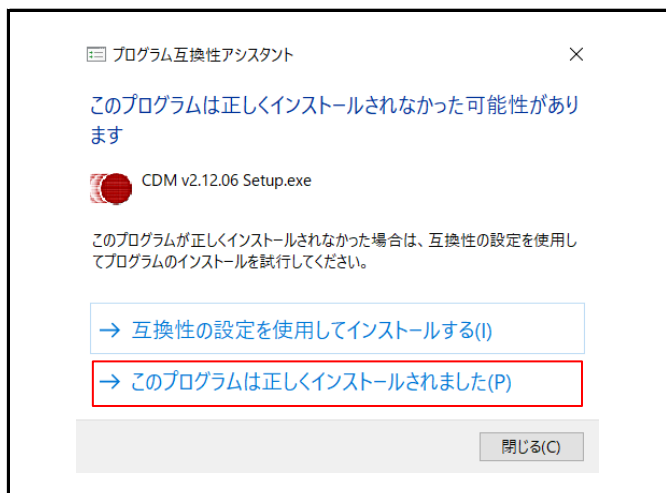 プログラム互換性アシスタント
このプログラムは正しくインストールされなかった可能性があり
ます
CDM v2.12.06 Setup.exe
このプログラムが正しくインストールされなかった場合は、互換性の設定を使用し
てプログラムのインストールを試行してください。
→ 互換性の設定を使用してインストールする(I)
→ このプログラムは正しくインストールされました(P)
閉じる(C)